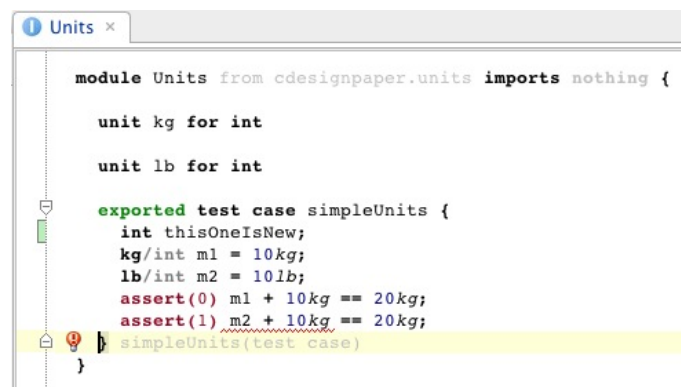 Units ×
module Units from cdesignpaper.units imports nothing {
unit kg for int
unit lb for int
exported test case simpleUnits {
int thisOneIsNew;
kg/int m1 = 10kg;
lb/int m2 = 10lb;
assert(0) m1 + 10kg == 20kg;
assert(1) m2 + 10kg == 20kg;
} simpleUnits(test case)
}